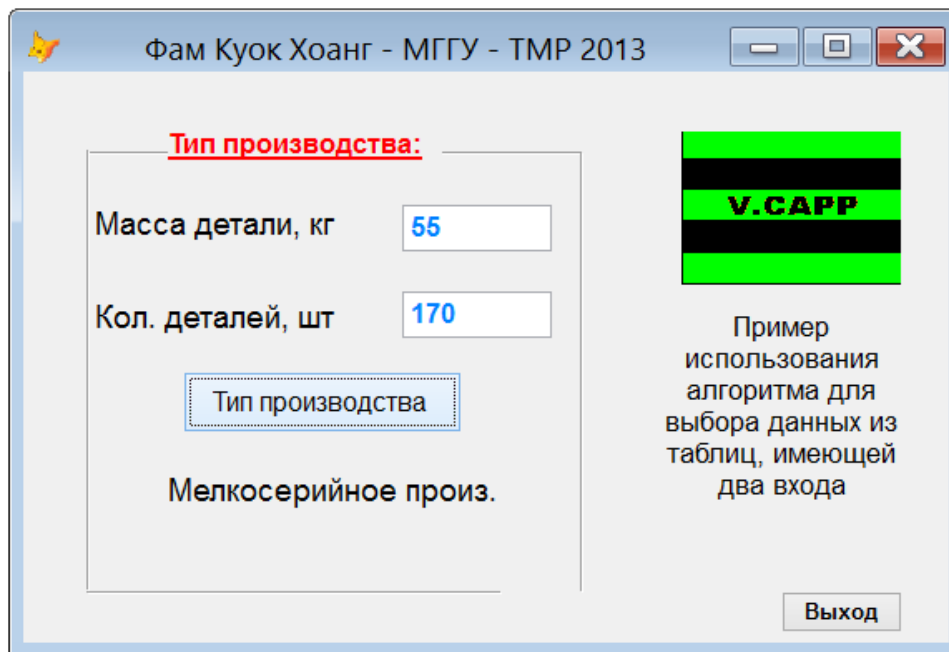 Фам Куок Хоанг - МГГУ - ТМР 2013
Тип производства:
Масса детали, кг
55
Кол. деталей, шт
170
Тип производства
Мелкосерийное произ.
V.CAPP
Пример
использования
алгоритма для
выбора данных из
таблиц, имеющей
два входа
Выход